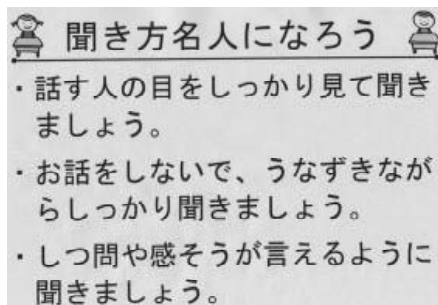 聞き方名人になろう
・話す人の目をしっかり見て聞き
ましょう。
・お話をしないで、うなずきなが
らしっかり聞きましょう。
・しつ問や感そうが言えるように
聞きましょう。